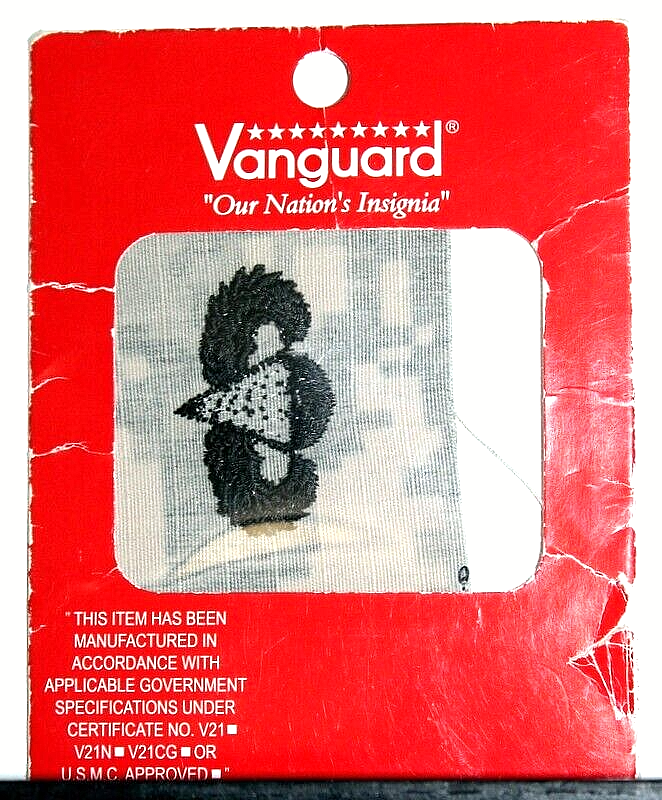 Vanguard®
"Our Nation's Insignia"
" THIS ITEM HAS BEEN
MANUFACTURED IN
ACCORDANCE WITH
APPLICABLE GOVERNMENT
SPECIFICATIONS UNDER
CERTIFICATE NO. V21■
V21N■ V21CG■ OR
U.S.M.C. APPROVED■"